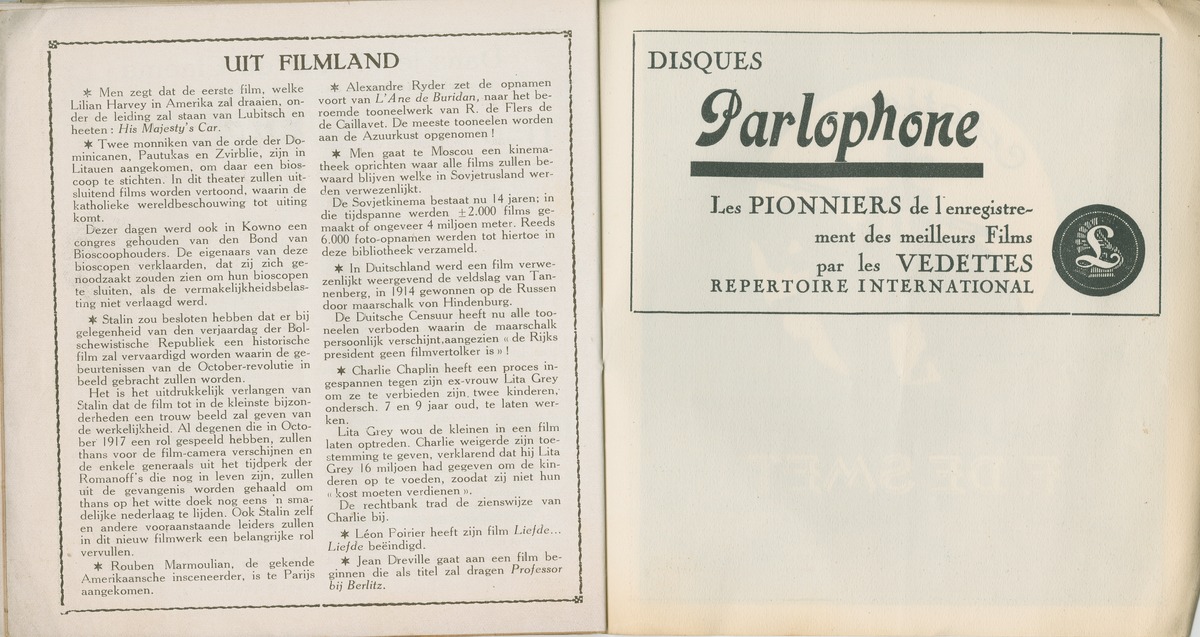 UIT FILMLAND
✶ Men zegt dat de eerste film, welke
Lilian Harvey in Amerika zal draaien, on-
der de leiding zal staan van Lubitsch en
heeten : His Majesty's Car.
✶ Twee monniken van de orde der Do-
minicanen, Pautukas en Zvirblie, zijn in
Litauen aangekomen, om daar een bios-
coop te stichten. In dit theater zullen uit-
sluitend films worden vertoond, waarin de
katholieke wereldbeschouwing tot uiting
komt.
Dezer dagen werd ook in Kowno een
congres gehouden van den Bond van
Bioscoophouders. De eigenaars van deze
bioscopen verklaarden, dat zij zich ge-
noodzaakt zouden zien om hun bioscopen
te sluiten, als de vermakelijkheidsbelas-
ting niet verlaagd werd.
✶ Stalin zou besloten hebben dat er bij
gelegenheid van den verjaardag der Bol-
schewistische Republiek een historische
film zal vervaardigd worden waarin de ge-
beurtenissen van de October-revolutie in
beeld gebracht zullen worden.
Het is het uitdrukkelijk verlangen van
Stalin dat de film tot in de kleinste bijzon-
derheden een trouw beeld zal geven van
de werkelijkheid. Al degenen die in Octo-
ber 1917 een rol gespeeld hebben, zullen
thans voor de film-camera verschijnen en
de enkele generaals uit het tijdperk der
Romanoff's die nog in leven zijn, zullen
uit de gevangenis worden gehaald om
thans op het witte doek nog eens 'n sma-
delijke nederlaag te lijden. Ook Stalin zelf
en andere vooraanstaande leiders zullen
in dit nieuw filmwerk een belangrijke rol
vervullen.
✶ Rouben Marmoulian, de gekende
Amerikaansche insceneerder, is te Parijs
aangekomen.
✶ Alexandre Ryder zet de opnamen
voort van L'Ane de Buridan, naar het be-
roemde tooneelwerk van R. de Flers de
de Caillavet. De meeste tooneelen worden
aan de Azuurkust opgenomen !
✶ Men gaat te Moscou een kinema-
theek oprichten waar alle films zullen be-
waard blijven welke in Sovjetrusland wer-
den verwezenlijkt.
De Sovjetkinema bestaat nu 14 jaren; in
die tijdspanne werden ±2.000 films ge-
maakt of ongeveer 4 miljoen meter. Reeds
6.000 foto-opnamen werden tot hiertoe in
deze bibliotheek verzameld.
✶ In Duitschland werd een film verwe-
zenlijkt weergevend de veldslag van Tan-
nenberg, in 1914 gewonnen op de Russen
door maarschalk von Hindenburg.
De Duitsche Censuur heeft nu alle too-
neelen verboden waarin de maarschalk
persoonlijk verschijnt.aangezien « de Rijks
president geen filmvertolker is » !
✶ Charlie Chaplin heeft een proces in-
gespannen tegen zijn ex-vrouw Lita Grey
om ze te verbieden zijn twee kinderen,
ondersch. 7 en 9 jaar oud, te laten wer-
ken.
Lita Grey wou de kleinen in een film
laten optreden. Charlie weigerde zijn toe-
stemming te geven, verklarend dat hij Lita
Grey 16 miljoen had gegeven om de kin-
deren op te voeden, zoodat zij niet hun
« kost moeten verdienen ».
De rechtbank trad de zienswijze van
Charlie bij.
✶ Léon Poirier heeft zijn film Liefde...
Liefde beëindigd.
✶ Jean Dreville gaat aan een film be-
ginnen die als titel zal dragen Professor
bij Berlitz.
DISQUES
Parlophone
Les PIONNIERS de l'enregistre-
ment des meilleurs Films
par les VEDETTES
REPERTOIRE INTERNATIONAL
£